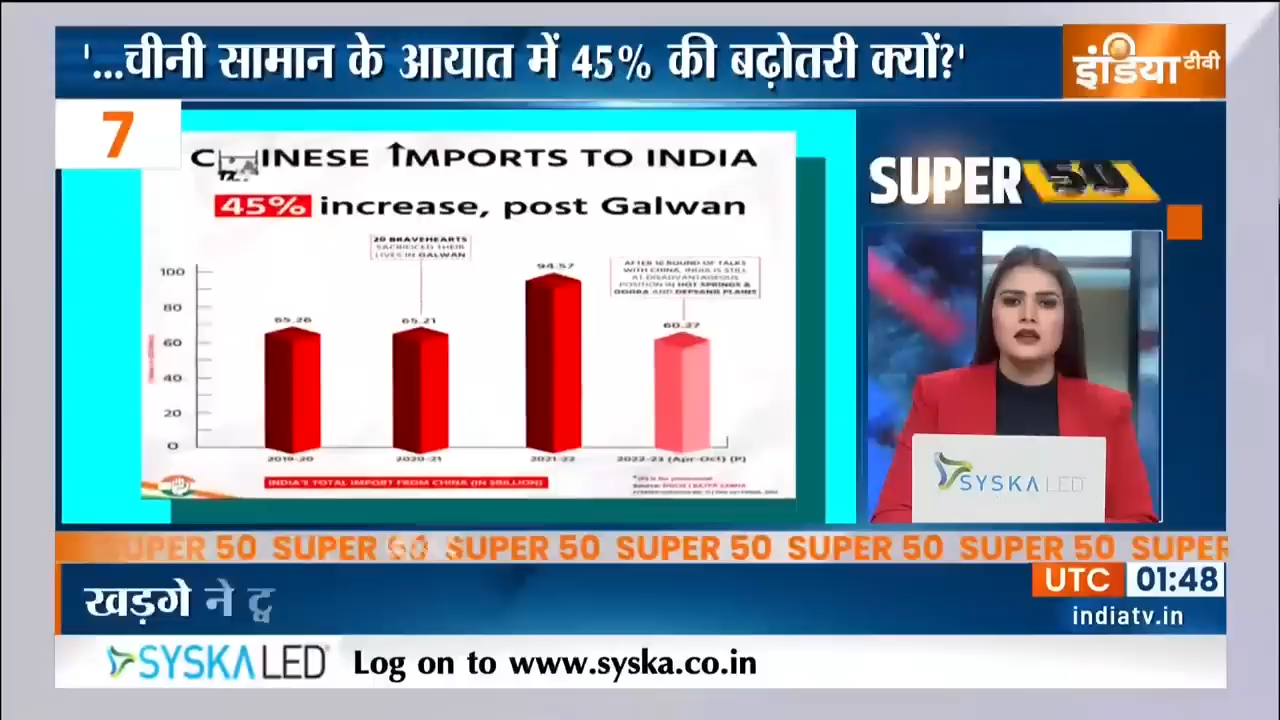 '...चीनी सामान के आयात में 45% की बढ़ोतरी क्यों?'
इंडिया टीवी
7
CHINESE IMPORTS TO INDIA
45% increase, post Galwan
20 BRAVEHEARTS
SACRIFICED THEIR
LIVES IN GALWAN
AFTER 16 ROUND OF TALKS
WITH CHINA, INDIA IS STILL
AT DISADVANTAGEOUS
POSITION IN HOT SPRINGS &
GOGRA AND DEPSANG PLAINS
100
80
60
40
20
0
65.26
65.21
94.57
60.27
2019-20
2020-21
2021-22
2022-23 (Apr-Oct) (P)
INDIA'S TOTAL IMPORT FROM CHINA (IN $BILLION)
SUPER 50
SYSKA LED
SUPER 50 SUPER 50 SUPER 50 SUPER 50 SUPER 50 SUPER 50 SUPER
खड़गे ने ट्व
UTC 01:48
indiatv.in
SYSKA LED Log on to www.syska.co.in